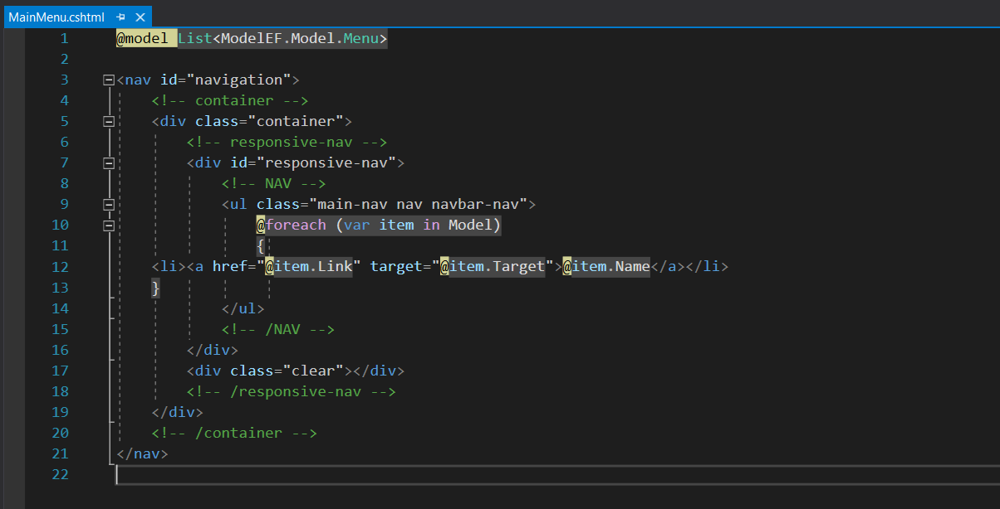 MainMenu.cshtml
1 @model List<ModelEF.Model.Menu>
2
3 <nav id="navigation">
4     <!-- container -->
5     <div class="container">
6         <!-- responsive-nav -->
7         <div id="responsive-nav">
8             <!-- NAV -->
9             <ul class="main-nav nav navbar-nav">
10                 @foreach (var item in Model)
11                 {
12     <li><a href="@item.Link" target="@item.Target">@item.Name</a></li>
13     }
14             </ul>
15             <!-- /NAV -->
16         </div>
17         <div class="clear"></div>
18         <!-- /responsive-nav -->
19     </div>
20     <!-- /container -->
21 </nav>
22